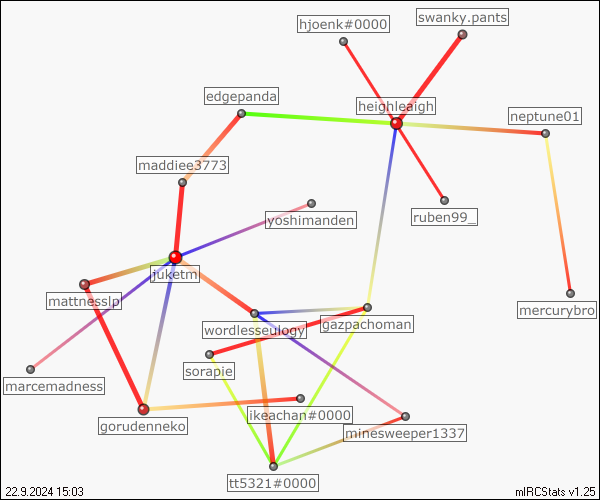 swanky.pants
hjoenk#0000
edgepanda
heighleaigh
neptune01
maddiee3773
yoshimanden
ruben99_
juketm
mattnesslp
mercurybro
wordlesseulogy
gazpachoman
sorapie
marcemadness
ikeachan#0000
gorudenneko
minesweeper1337
tt5321#0000
22.9.2024 15:03
mIRCStats v1.25